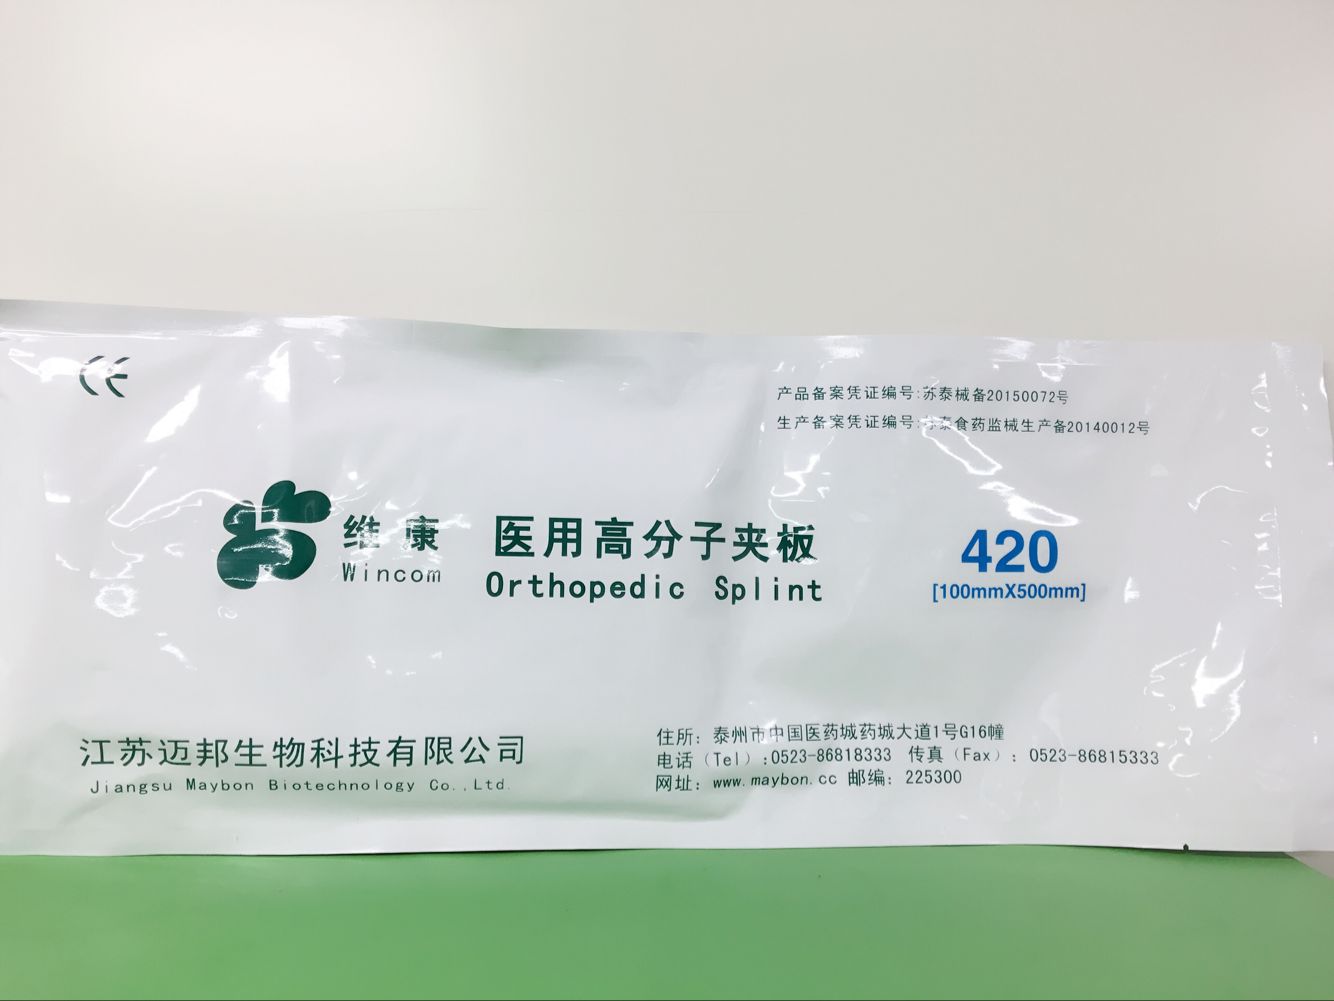 CE
产品备案凭证编号:苏泰械备20150072号
生产备案凭证编号:苏泰食药监械生产备20140012号
维康
Wincom
医用高分子夹板
Orthopedic Splint
420
[100mmX500mm]
江苏迈邦生物科技有限公司
Jiangsu Maybon Biotechnology Co.,Ltd.
住所: 泰州市中国医药城药城大道1号G16幢
电话(Tel):0523-86818333 传真(Fax): 0523-86815333
网址: www.maybon.cc 邮编: 225300